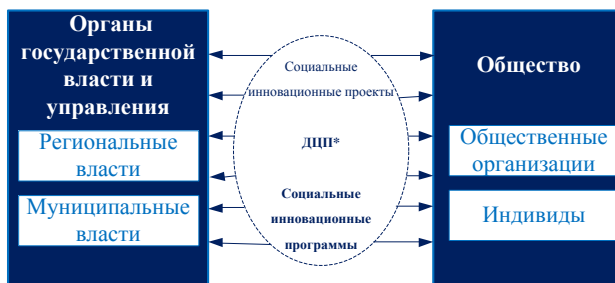 Органы
государственной
власти и
управления
Региональные
власти
Муниципальные
власти
Социальные
инновационные проекты
ДЦП*
Социальные
инновационные
программы
Общество
Общественные
организации
Индивиды